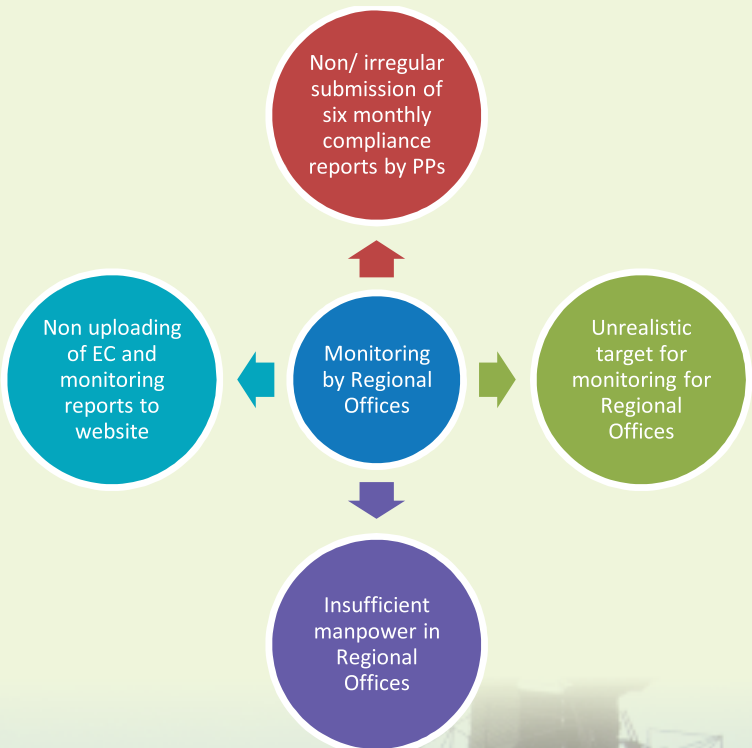 Non/ irregular
submission of
six monthly
compliance
reports by PPs
Non uploading
of EC and
monitoring
reports to
website
Monitoring
by Regional
Offices
Unrealistic
target for
monitoring for
Regional
Offices
Insufficient
manpower in
Regional
Offices